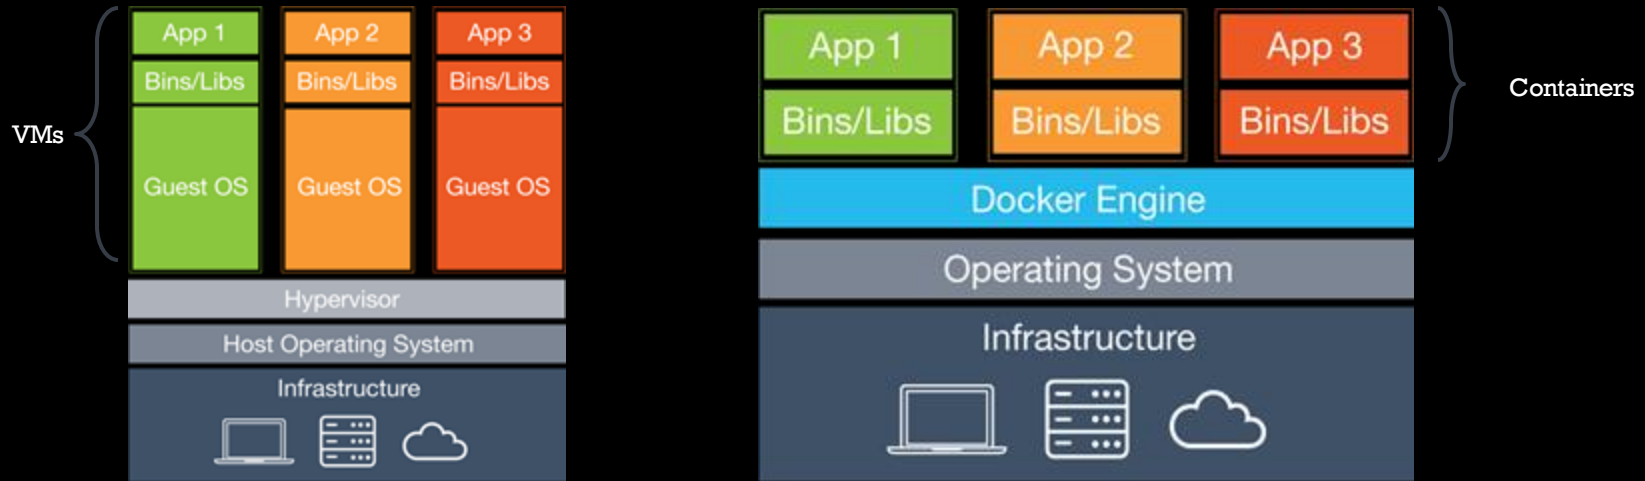 VMs
App 1
App 2
App 3
Bins/Libs
Bins/Libs
Bins/Libs
Guest OS
Guest OS
Guest OS
Hypervisor
Host Operating System
Infrastructure
App 1
App 2
App 3
Bins/Libs
Bins/Libs
Bins/Libs
Containers
Docker Engine
Operating System
Infrastructure